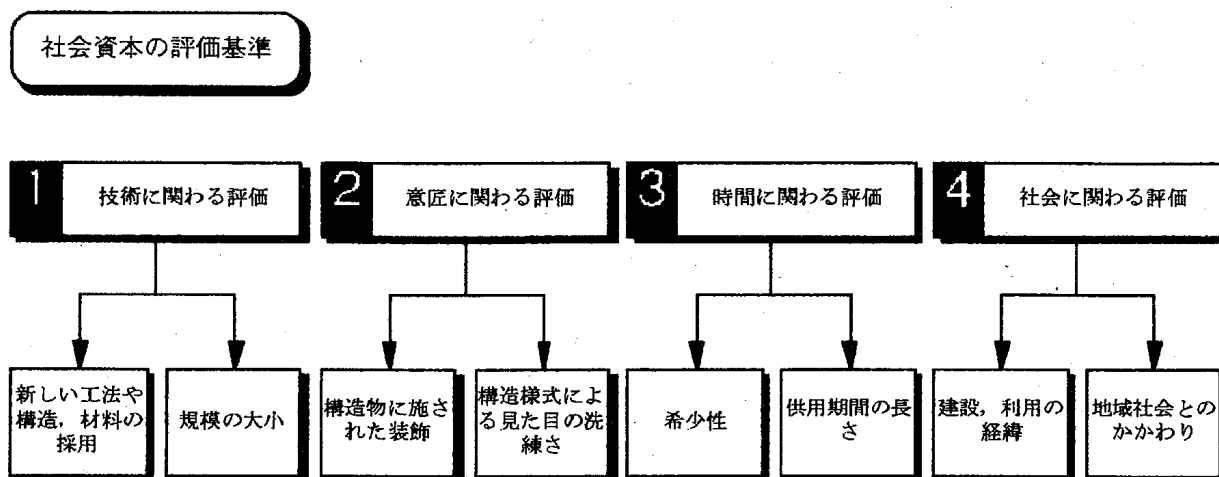 社会資本の評価基準
1 技術に関わる評価
2 意匠に関わる評価
3 時間に関わる評価
4 社会に関わる評価
新しい工法や
構造，材料の
採用
規模の大小
構造物に施さ
れた装飾
構造様式によ
る見た目の洗
練さ
希少性
供用期間の長
さ
建設，利用の
経緯
地域社会との
かかわり